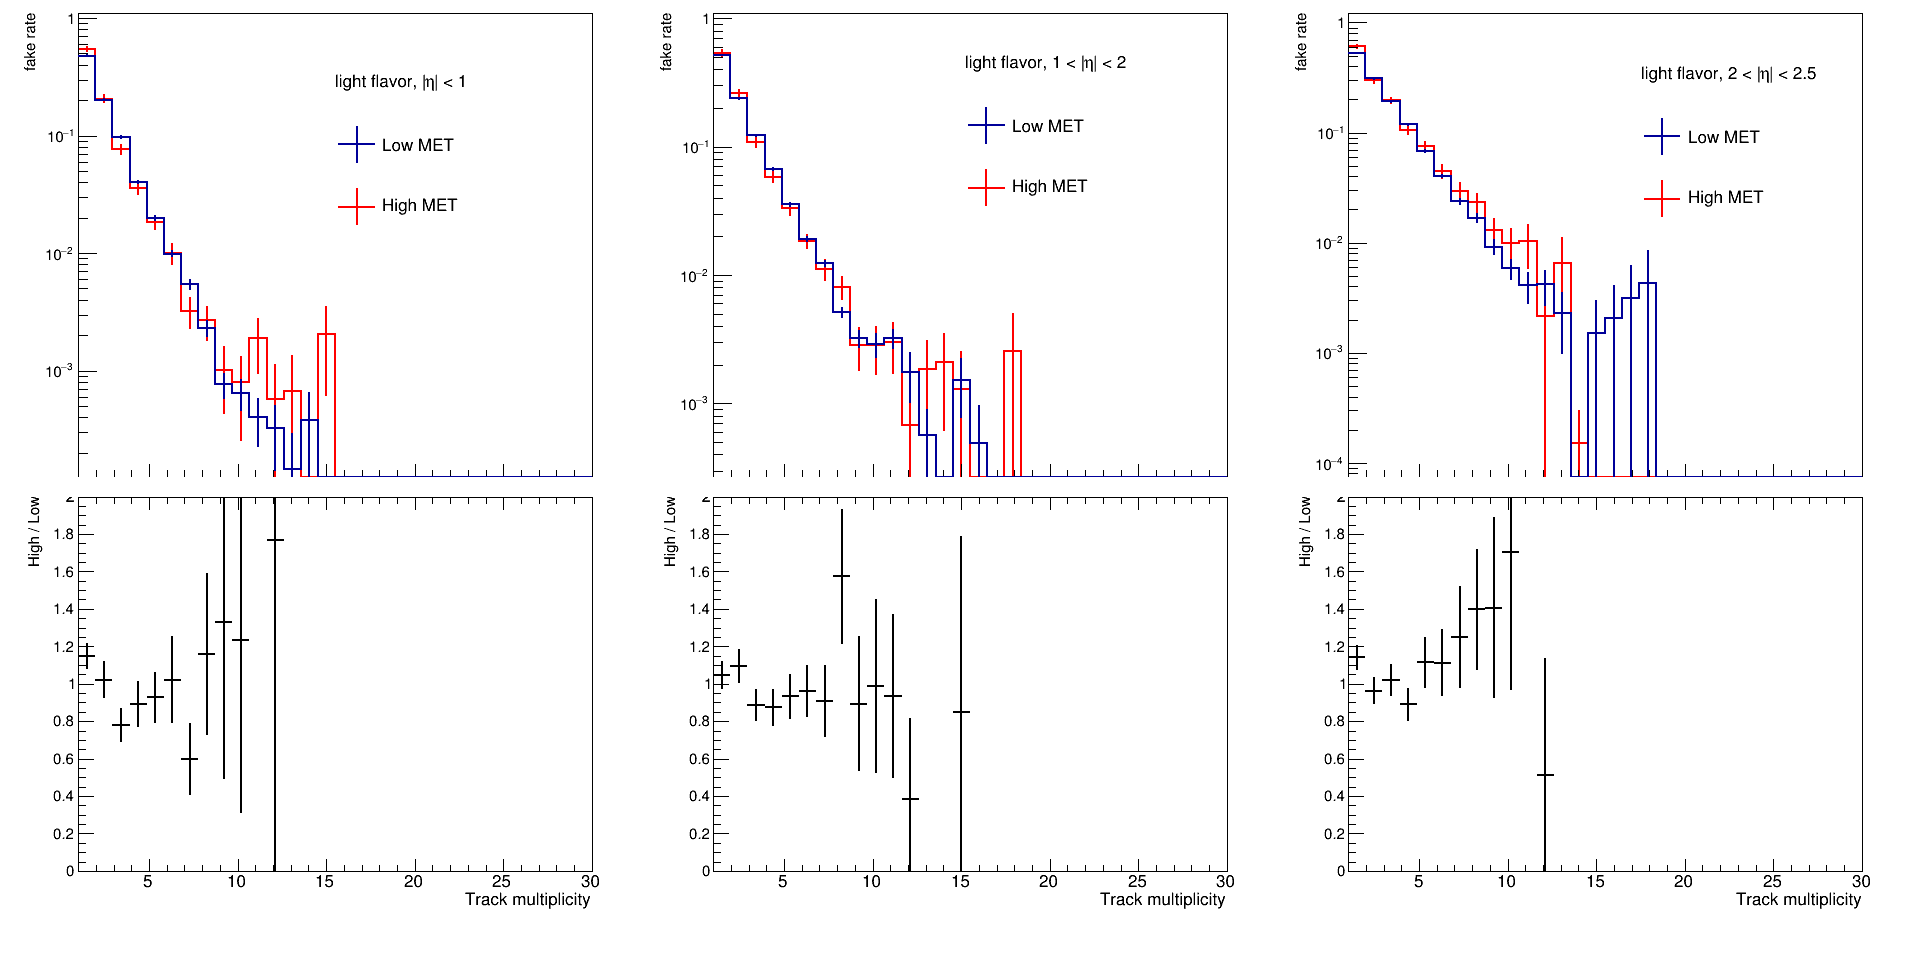 fake rate
1
10⁻¹
10⁻²
10⁻³
light flavor, |η| < 1
Low MET
High MET
High / Low
2
1.8
1.6
1.4
1.2
1
0.8
0.6
0.4
0.2
0
5 10 15 20 25 30
Track multiplicity
fake rate
1
10⁻¹
10⁻²
10⁻³
light flavor, 1 < |η| < 2
Low MET
High MET
High / Low
2
1.8
1.6
1.4
1.2
1
0.8
0.6
0.4
0.2
0
5 10 15 20 25 30
Track multiplicity
fake rate
1
10⁻¹
10⁻²
10⁻³
10⁻⁴
light flavor, 2 < |η| < 2.5
Low MET
High MET
High / Low
2
1.8
1.6
1.4
1.2
1
0.8
0.6
0.4
0.2
0
5 10 15 20 25 30
Track multiplicity